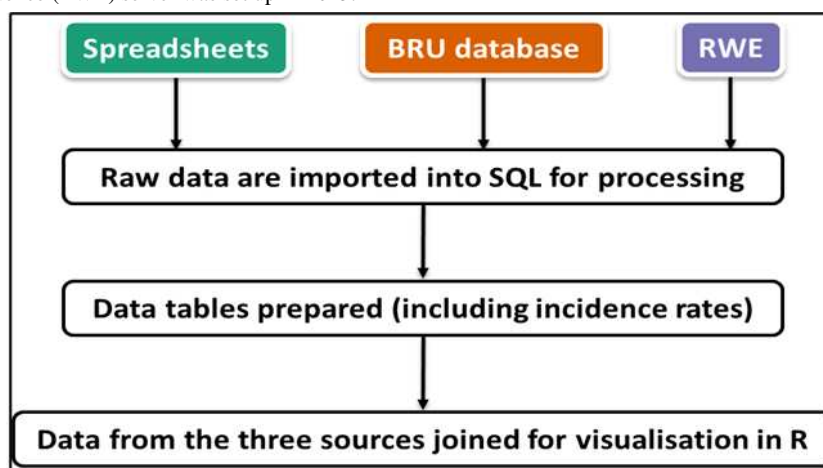 Spreadsheets BRU database RWE
Raw data are imported into SQL for processing
Data tables prepared (including incidence rates)
Data from the three sources joined for visualisation in R